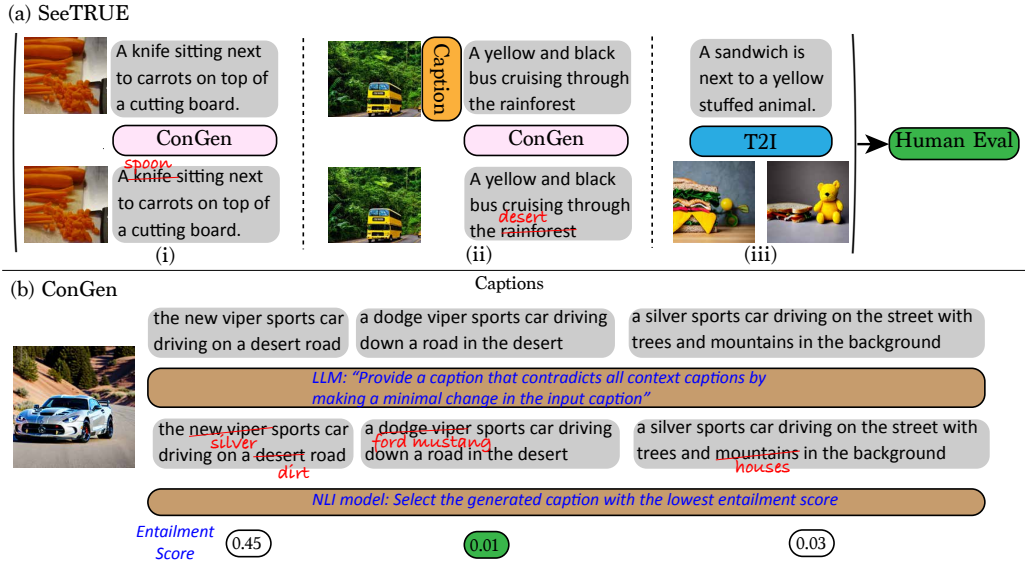 (a) SeeTRUE
A knife sitting next
to carrots on top of
a cutting board.
ConGen
spoon
A knife sitting next
to carrots on top of
a cutting board.
(i)
Caption
A yellow and black
bus cruising through
the rainforest
ConGen
A yellow and black
bus cruising through
desert
the rainforest
(ii)
A sandwich is
next to a yellow
stuffed animal.
T2I
(iii)
Human Eval
(b) ConGen
Captions
the new viper sports car
driving on a desert road
a dodge viper sports car driving
down a road in the desert
a silver sports car driving on the street with
trees and mountains in the background
LLM: “Provide a caption that contradicts all context captions by
making a minimal change in the input caption”
the new viper sports car
silver
driving on a desert road
dirt
a dodge viper sports car driving
ford mustang
down a road in the desert
a silver sports car driving on the street with
trees and mountains in the background
houses
NLI model: Select the generated caption with the lowest entailment score
Entailment
Score
0.45
0.01
0.03